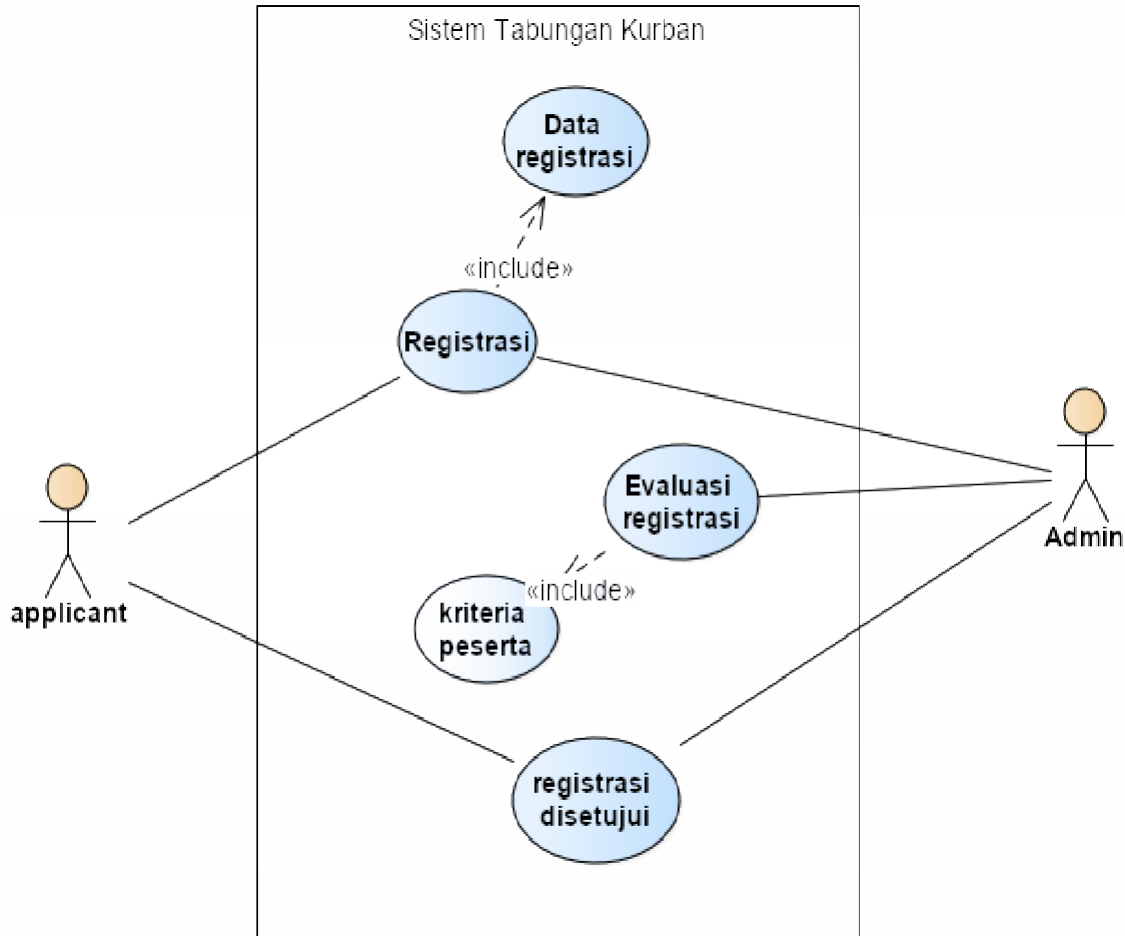 Sistem Tabungan Kurban
Data
registrasi
«include»
Registrasi
Evaluasi
registrasi
Admin
«include»
kriteria
peserta
applicant
registrasi
disetujui